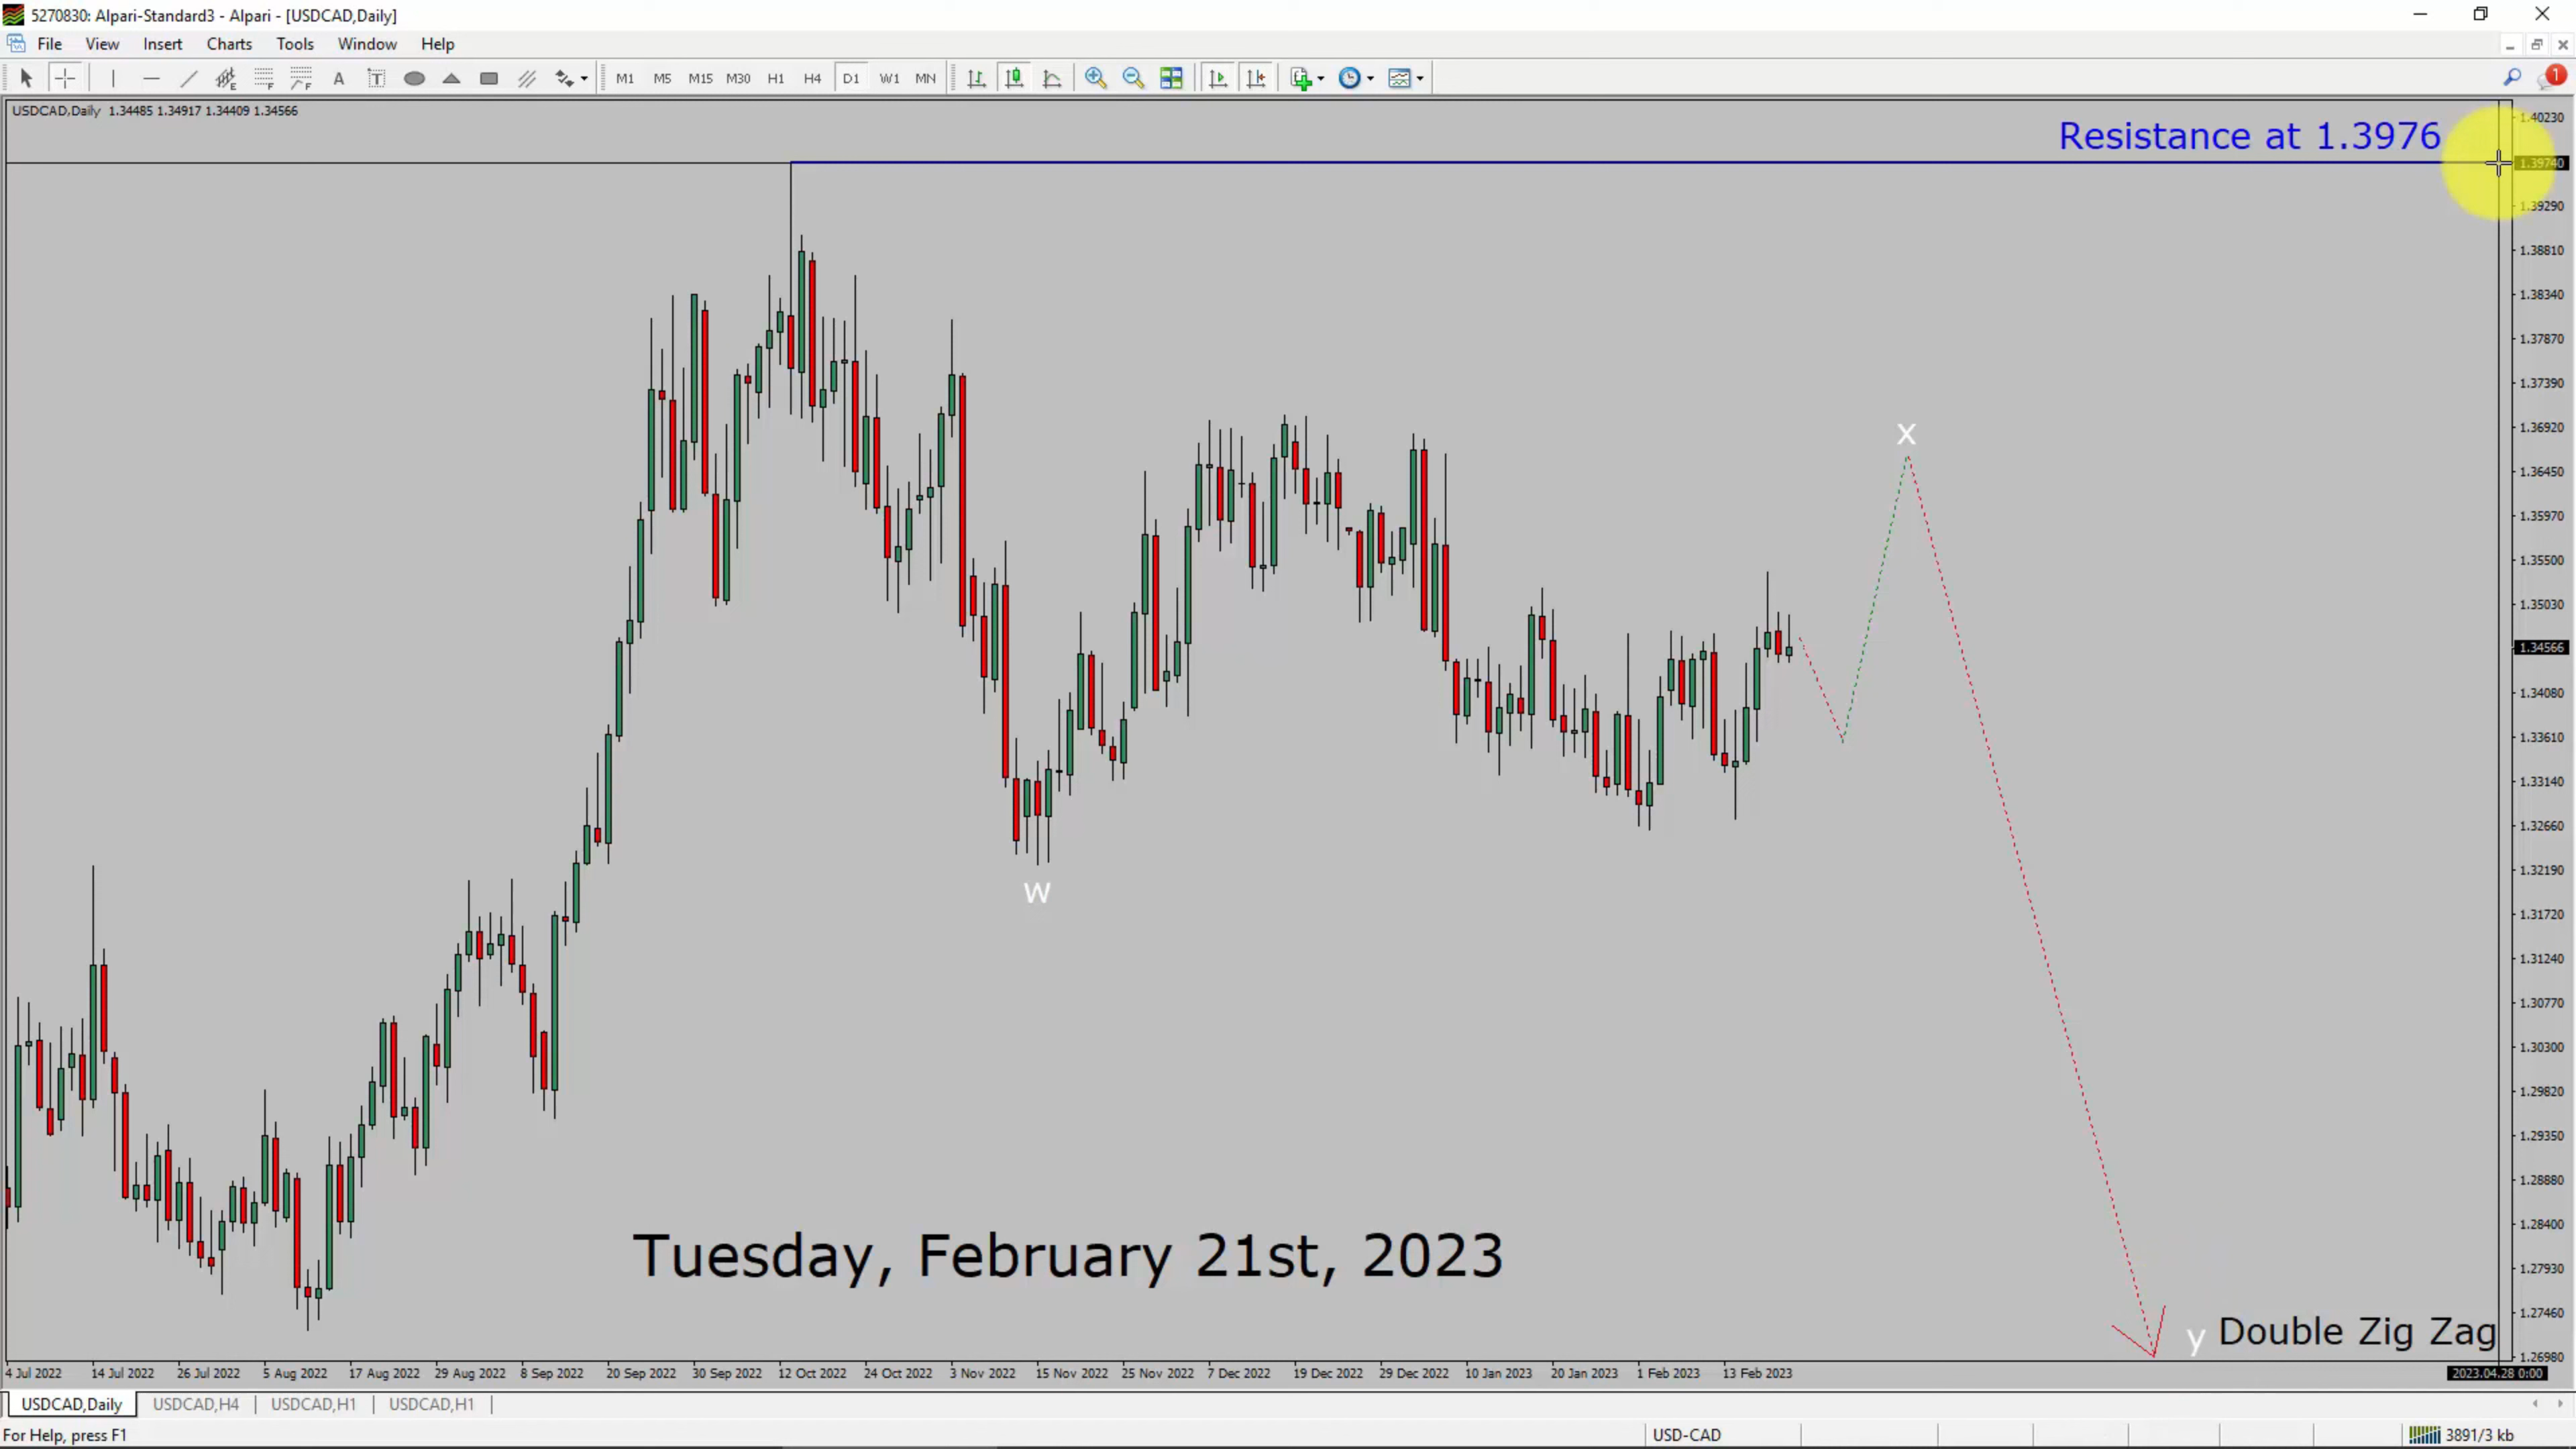 5270830: Alpari-Standard3 - Alpari - [USDCAD,Daily]
File View Insert Charts Tools Window Help
A T M1 M5 M15 M30 H1 H4 D1 W1 MN 1
USDCAD,Daily 1.34485 1.34917 1.34409 1.34566
Resistance at 1.3976
1.40230
1.39740
1.39290
1.38810
1.38340
1.37870
1.37390
1.36920
1.36450
1.35970
1.35500
1.35030
1.34566
1.34080
1.33610
1.33140
1.32660
1.32190
1.31720
1.31240
1.30770
1.30300
1.29820
1.29350
1.28880
1.28400
1.27930
1.27460
1.26980
x
w
Tuesday, February 21st, 2023
y Double Zig Zag
4 Jul 2022 14 Jul 2022 26 Jul 2022 5 Aug 2022 17 Aug 2022 29 Aug 2022 8 Sep 2022 20 Sep 2022 30 Sep 2022 12 Oct 2022 24 Oct 2022 3 Nov 2022 15 Nov 2022 25 Nov 2022 7 Dec 2022 19 Dec 2022 29 Dec 2022 10 Jan 2023 20 Jan 2023 1 Feb 2023 13 Feb 2023 2023.04.28 0:00
USDCAD,Daily USDCAD,H4 USDCAD,H1 USDCAD,H1
For Help, press F1 USD-CAD 3891/3 kb